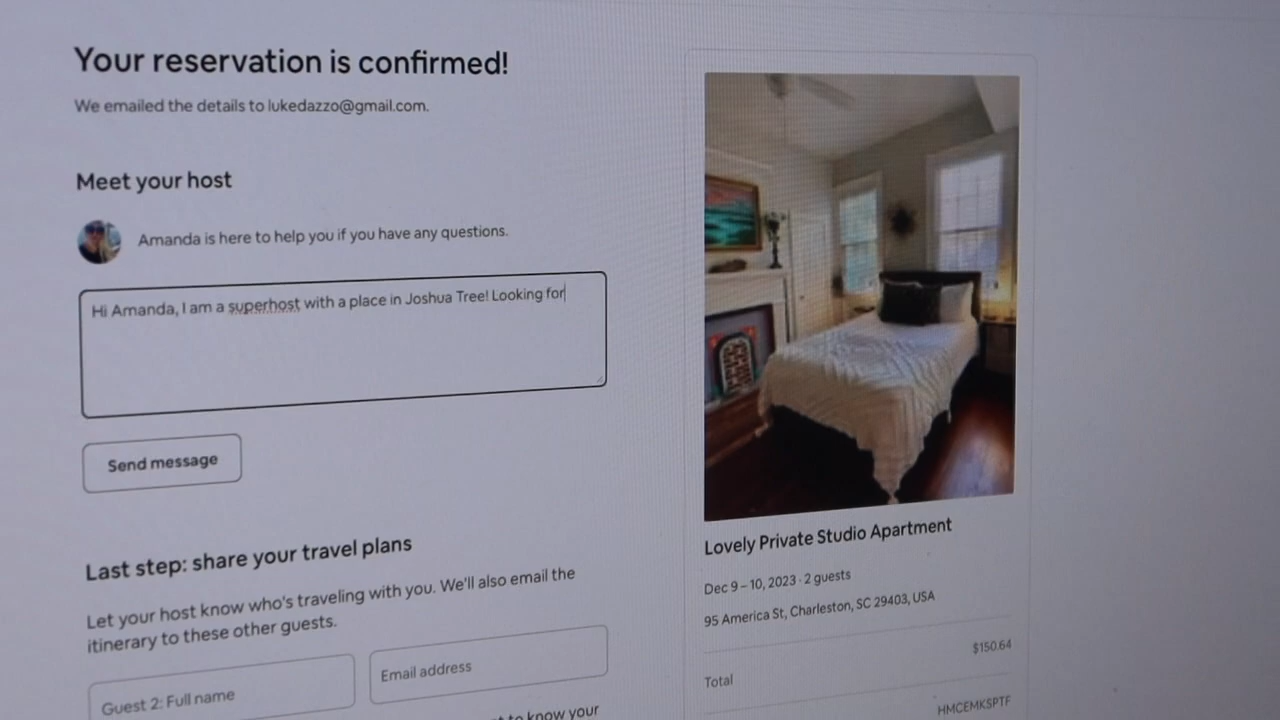 Your reservation is confirmed!
We emailed the details to lukedazzo@gmail.com.
Meet your host
Amanda is here to help you if you have any questions.
Hi Amanda, I am a superhost with a place in Joshua Tree! Looking for
Send message
Last step: share your travel plans
Let your host know who's traveling with you. We'll also email the
itinerary to these other guests.
Guest 2: Full name
Email address
to know your
Lovely Private Studio Apartment
Dec 9 – 10, 2023 · 2 guests
95 America St, Charleston, SC 29403, USA
$150.64
Total
HMCEMKSPTF